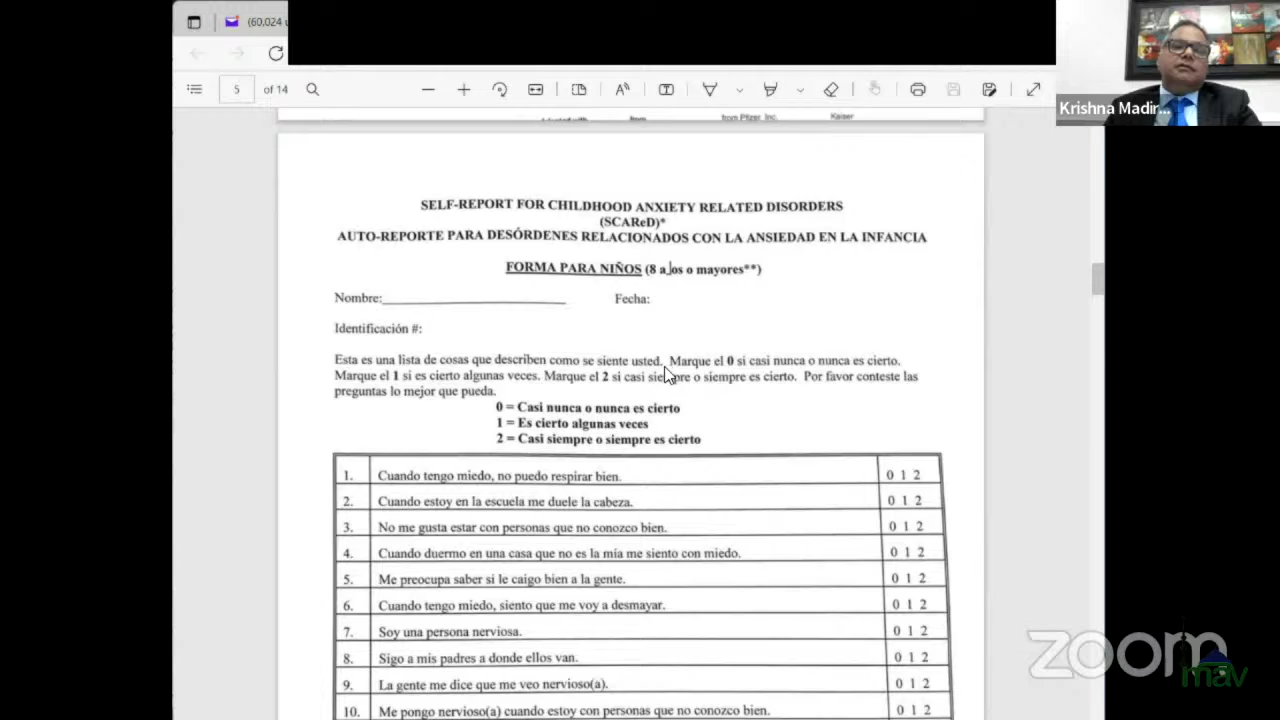 (60,024 u
5 of 14
from Pfizer, Inc. Kaiser
Krishna Madir...
SELF-REPORT FOR CHILDHOOD ANXIETY RELATED DISORDERS
(SCAReD)*
AUTO-REPORTE PARA DESÓRDENES RELACIONADOS CON LA ANSIEDAD EN LA INFANCIA
FORMA PARA NIÑOS (8 a os o mayores**)
Nombre: Fecha:
Identificación #:
Esta es una lista de cosas que describen como se siente usted. Marque el 0 si casi nunca o nunca es cierto.
Marque el 1 si es cierto algunas veces. Marque el 2 si casi siempre o siempre es cierto. Por favor conteste las
preguntas lo mejor que pueda.
0 = Casi nunca o nunca es cierto
1 = Es cierto algunas veces
2 = Casi siempre o siempre es cierto
1. Cuando tengo miedo, no puedo respirar bien. 0 1 2
2. Cuando estoy en la escuela me duele la cabeza. 0 1 2
3. No me gusta estar con personas que no conozco bien. 0 1 2
4. Cuando duermo en una casa que no es la mía me siento con miedo. 0 1 2
5. Me preocupa saber si le caigo bien a la gente. 0 1 2
6. Cuando tengo miedo, siento que me voy a desmayar. 0 1 2
7. Soy una persona nerviosa. 0 1 2
8. Sigo a mis padres a donde ellos van. 0 1 2
9. La gente me dice que me veo nervioso(a). 0 1 2
10. Me pongo nervioso(a) cuando estoy con personas que no conozco bien. 0 1 2
zoom
mav